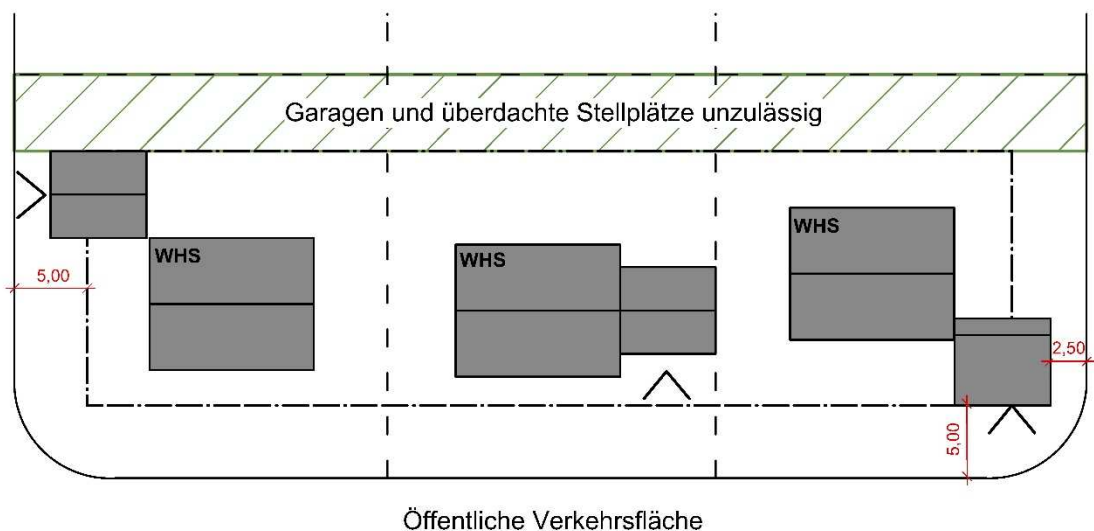 Garagen und überdachte Stellplätze unzulässig
WHS
WHS
WHS
5,00
2,50
5,00
Öffentliche Verkehrsfläche